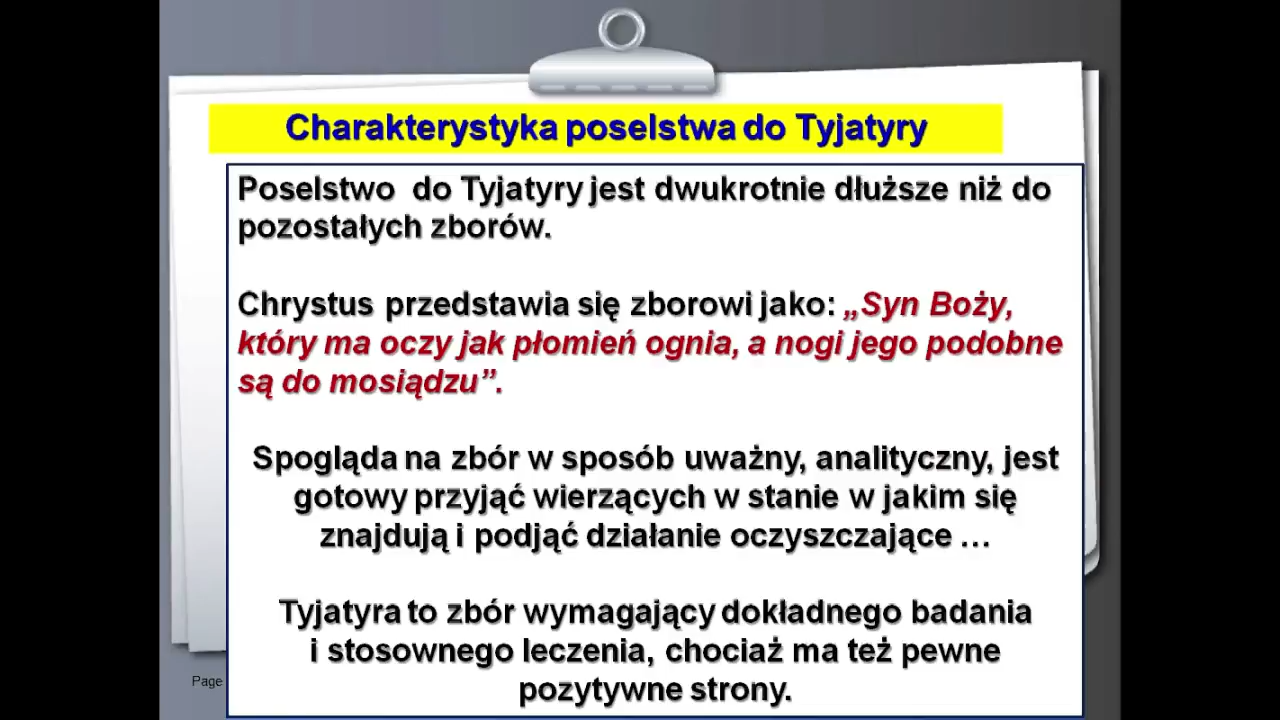 Charakterystyka poselstwa do Tyjatyry
Poselstwo do Tyjatyry jest dwukrotnie dłuższe niż do
pozostałych zborów.
Chrystus przedstawia się zborowi jako: „Syn Boży,
który ma oczy jak płomień ognia, a nogi jego podobne
są do mosiądzu”.
Spogląda na zbór w sposób uważny, analityczny, jest
gotowy przyjąć wierzących w stanie w jakim się
znajdują i podjąć działanie oczyszczające …
Tyjatyra to zbór wymagający dokładnego badania
i stosownego leczenia, chociaż ma też pewne
pozytywne strony.
Page